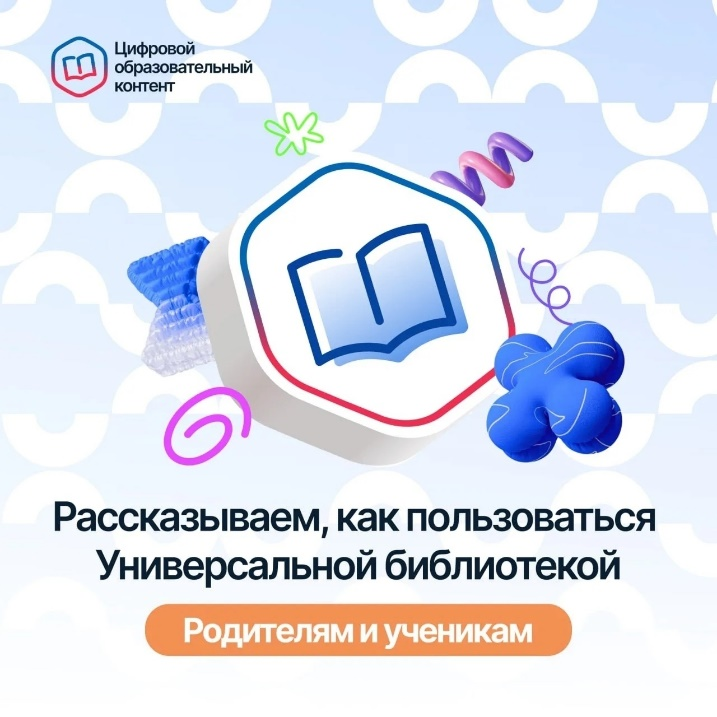 Цифровой
образовательный
контент
Рассказываем, как пользоваться
Универсальной библиотекой
Родителям и ученикам